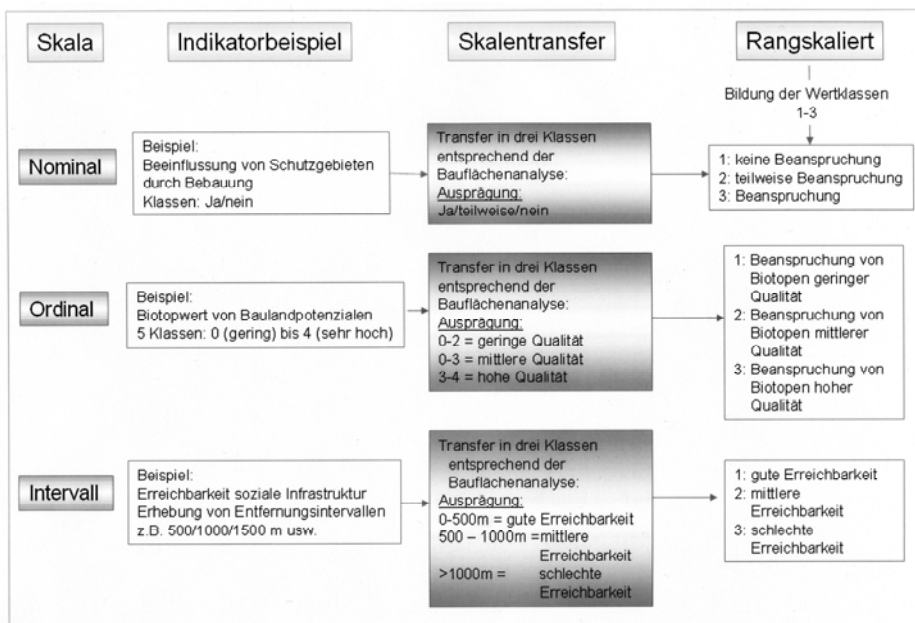 Skala
Indikatorbeispiel
Skalentransfer
Rangskaliert
Bildung der Wertklassen
1-3
Nominal
Beispiel:
Beeinflussung von Schutzgebieten
durch Bebauung
Klassen: Ja/nein
Transfer in drei Klassen
entsprechend der
Bauflächenanalyse:
Ausprägung:
Ja/teilweise/nein
1: keine Beanspruchung
2: teilweise Beanspruchung
3: Beanspruchung
Ordinal
Beispiel:
Biotopwert von Baulandpotenzialen
5 Klassen: 0 (gering) bis 4 (sehr hoch)
Transfer in drei Klassen
entsprechend der
Bauflächenanalyse:
Ausprägung:
0-2 = geringe Qualität
0-3 = mittlere Qualität
3-4 = hohe Qualität
1: Beanspruchung von
Biotopen geringer
Qualität
2: Beanspruchung von
Biotopen mittlerer
Qualität
3: Beanspruchung von
Biotopen hoher
Qualität
Intervall
Beispiel:
Erreichbarkeit soziale Infrastruktur
Erhebung von Entfernungsintervallen
z.B. 500/1000/1500 m usw.
Transfer in drei Klassen
entsprechend der
Bauflächenanalyse:
Ausprägung:
0-500m = gute Erreichbarkeit
500 – 1000m =mittlere
Erreichbarkeit
>1000m = schlechte
Erreichbarkeit
1: gute Erreichbarkeit
2: mittlere
Erreichbarkeit
3: schlechte
Erreichbarkeit